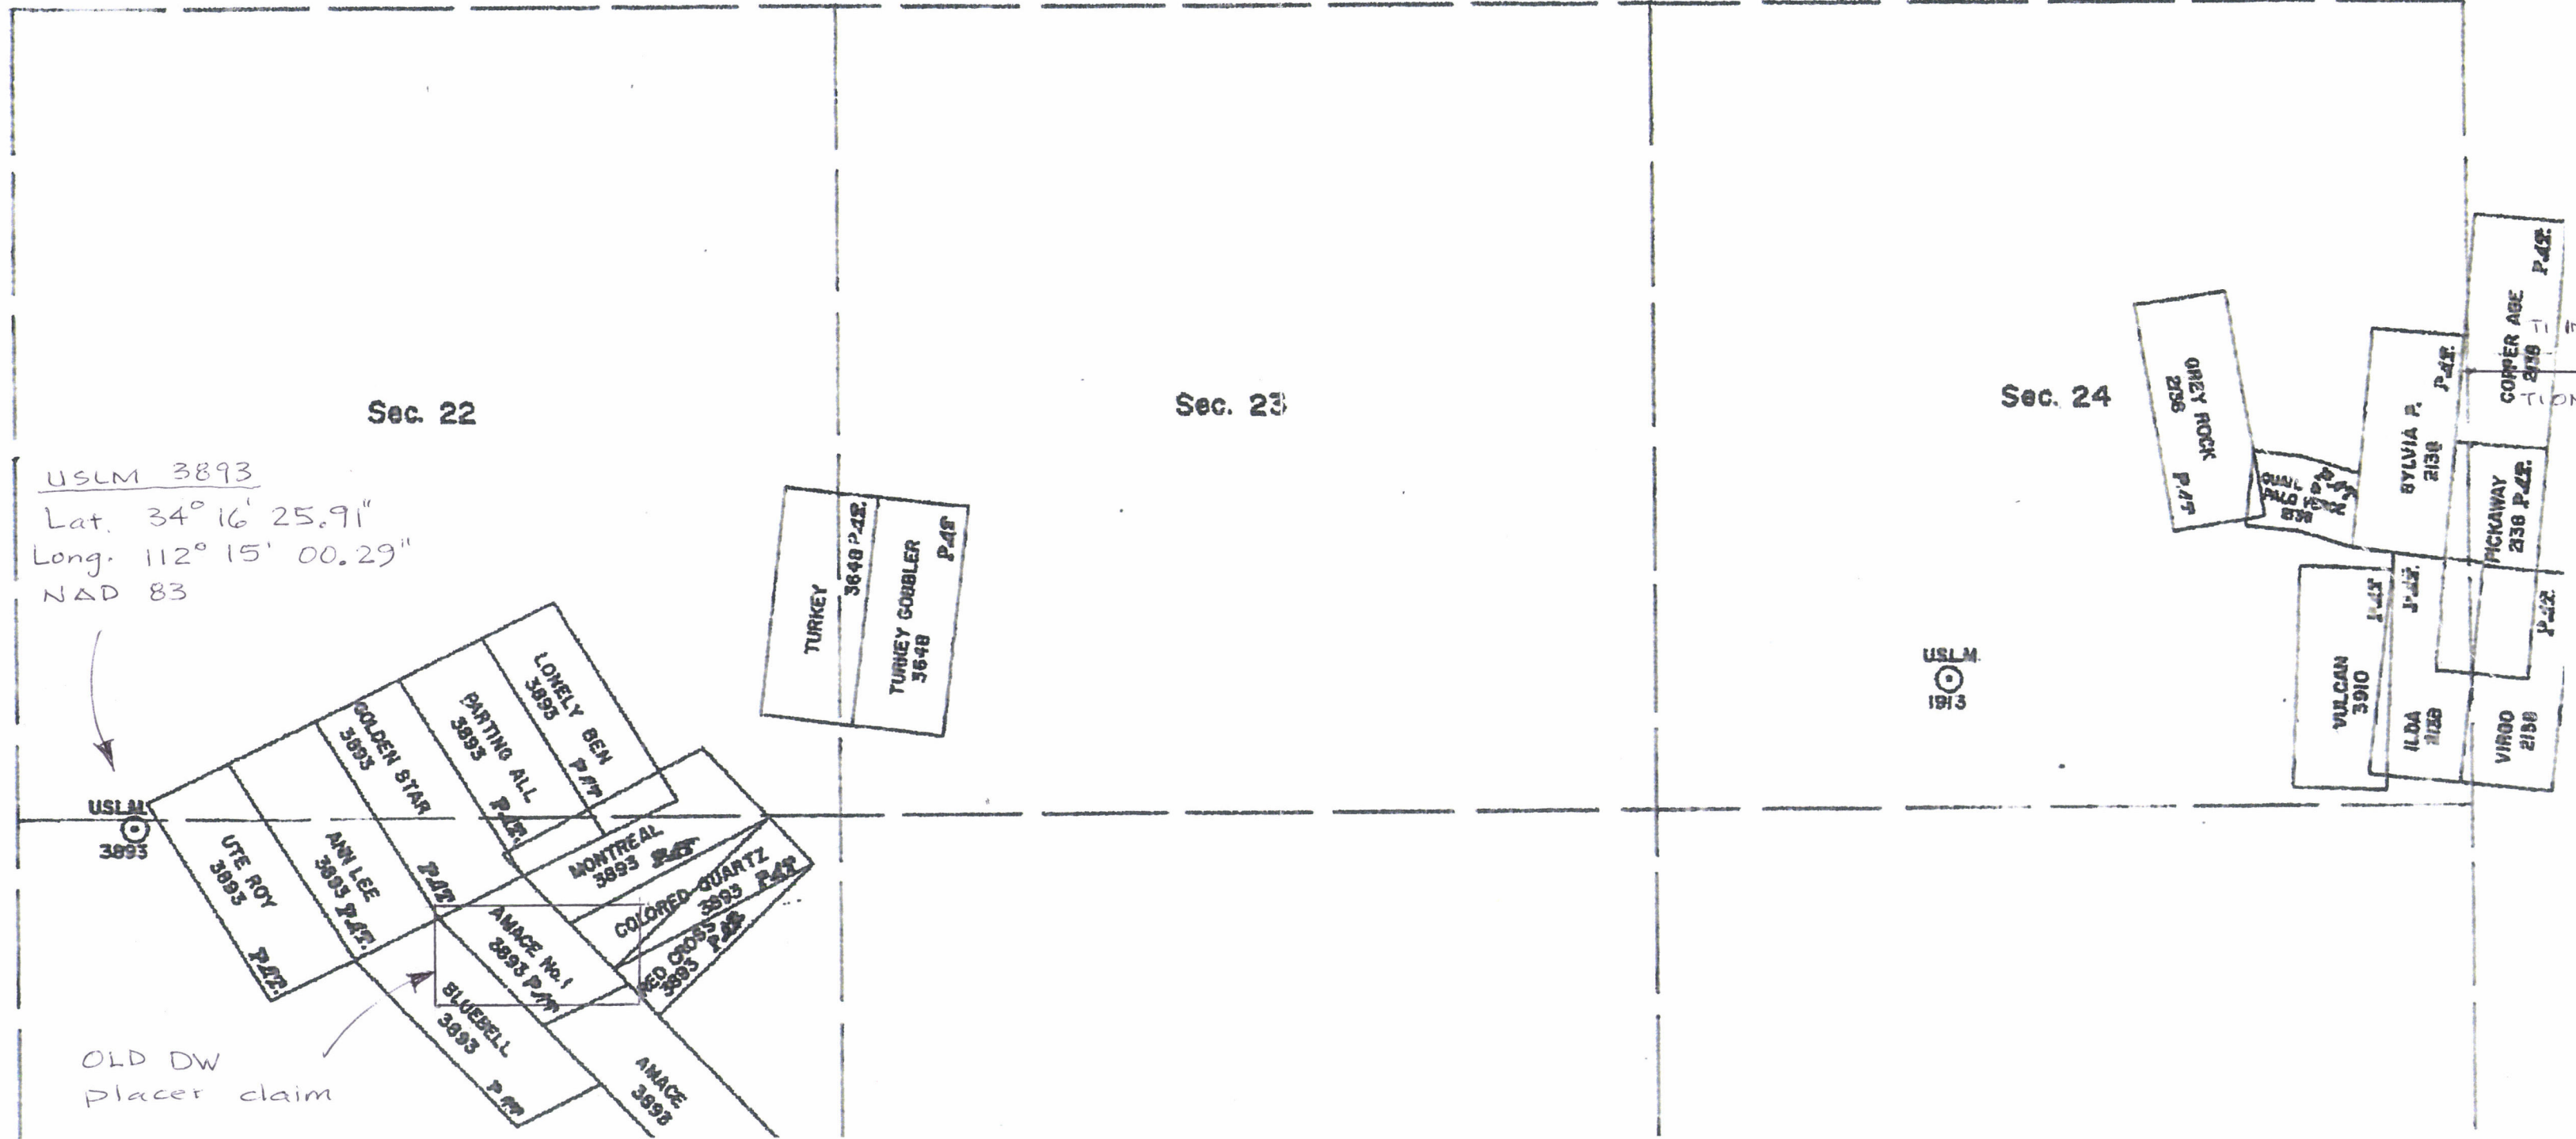 Sec. 22
Sec. 23
Sec. 24
USLM 3893
Lat. 34° 16' 25.91"
Long. 112° 15' 00.29"
NAD 83
USLM
3893
UTE ROY
3893
PAT.
ANN LEE
3893 PAT.
GOLDEN STAR
3893
PAT.
PARTING ALL
3893
PAT.
LONELY BEN
3893
PAT
MONTREAL
3893 PAT
COLORED QUARTZ
3893 PAT
RED CROSS
3893 PAT
AMACE No. 1
3893 PAT
BLUEBELL
3893
PAT
AMACE
3893
OLD DW
placer claim
TURKEY
3648 PAT.
TURKEY GOBBLER
3648
PAT
USLM.
1913
GREY ROCK
2138
PAT
SYLVIA P.
2138
PAT.
COPPER AGE
2138
PAT.
TION
PICKAWAY
2138 PAT.
VULCAN
3910
PAT
ILDA
2138
PAT.
VIRGO
2138
PAT.